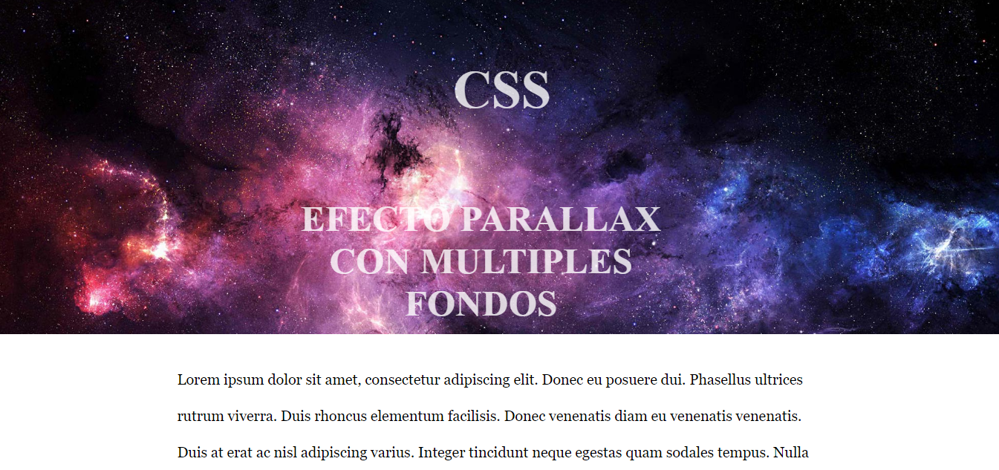 CSS
EFECTO PARALLAX
CON MULTIPLES
FONDOS
Lorem ipsum dolor sit amet, consectetur adipiscing elit. Donec eu posuere dui. Phasellus ultrices
rutrum viverra. Duis rhoncus elementum facilisis. Donec venenatis diam eu venenatis venenatis.
Duis at erat ac nisl adipiscing varius. Integer tincidunt neque egestas quam sodales tempus. Nulla